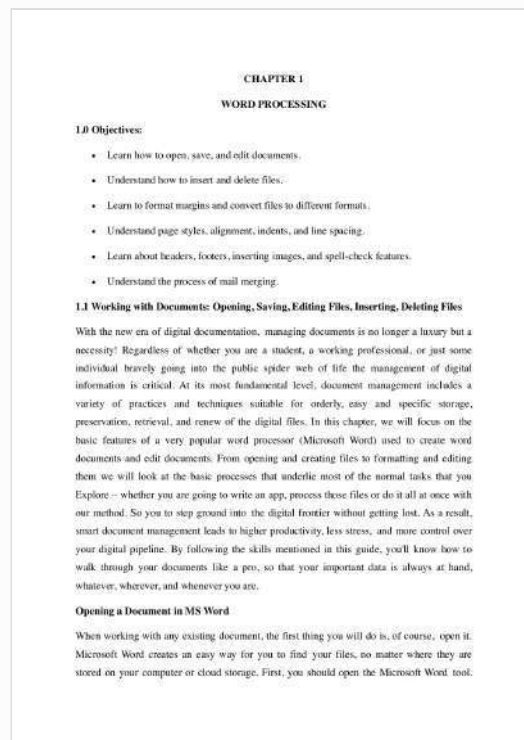 CHAPTER 1
WORD PROCESSING
1.0 Objectives:
• Learn how to open, save, and edit documents.
• Understand how to insert and delete files.
• Learn to format margins and convert files to different formats.
• Understand page styles, alignment, indents, and line spacing.
• Learn about headers, footers, inserting images, and spell-check features.
• Understand the process of mail merging.
1.1 Working with Documents: Opening, Saving, Editing Files, Inserting, Deleting Files
With the new era of digital documentation, managing documents is no longer a luxury but a
necessity! Regardless of whether you are a student, a working professional, or just some
individual bravely going into the public spider web of life the management of digital
information is critical. At its most fundamental level, document management includes a
variety of practices and techniques suitable for orderly, easy and specific storage,
preservation, retrieval, and renew of the digital files. In this chapter, we will focus on the
basic features of a very popular word processor (Microsoft Word) used to create word
documents and edit documents. From opening and creating files to formatting and editing
them we will look at the basic processes that underlie most of the normal tasks that you
Explore – whether you are going to write an app, process those files or do it all at once with
our method. So you to step ground into the digital frontier without getting lost. As a result,
smart document management leads to higher productivity, less stress, and more control over
your digital pipeline. By following the skills mentioned in this guide, you'll know how to
walk through your documents like a pro, so that your important data is always at hand,
whatever, wherever, and whenever you are.
Opening a Document in MS Word
When working with any existing document, the first thing you will do is, of course, open it.
Microsoft Word creates an easy way for you to find your files, no matter where they are
stored on your computer or cloud storage. First, you should open the Microsoft Word tool.